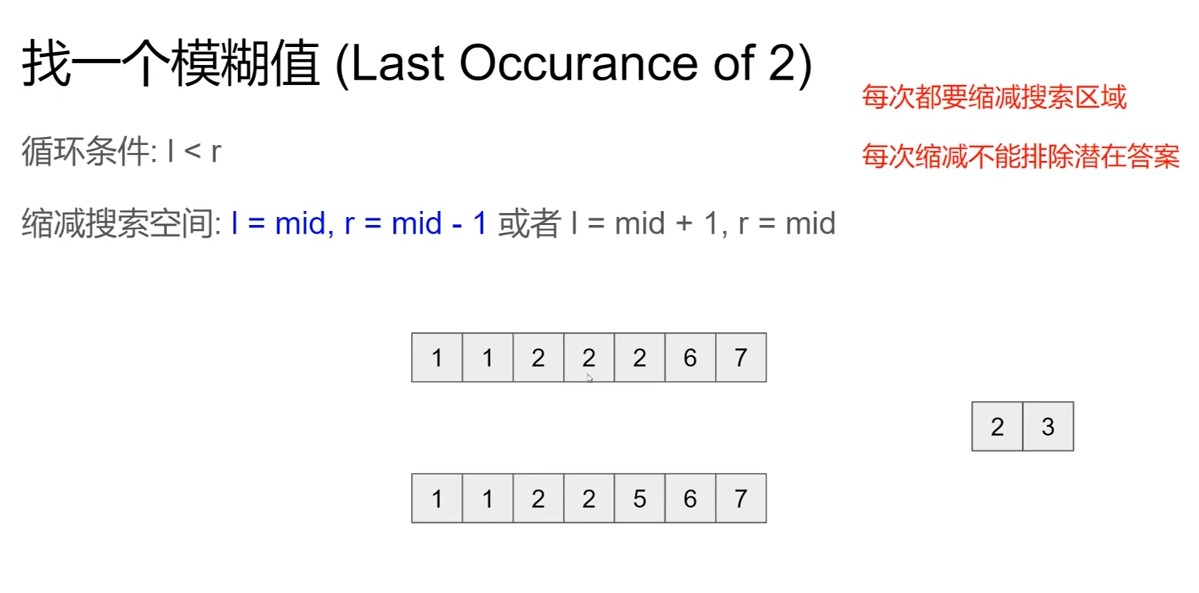 找一个模糊值 (Last Occurance of 2)
每次都要缩减搜索区域
循环条件: l < r
每次缩减不能排除潜在答案
缩减搜索空间: l = mid, r = mid - 1 或者 l = mid + 1, r = mid
1 1 2 2 2 6 7
2 3
1 1 2 2 5 6 7